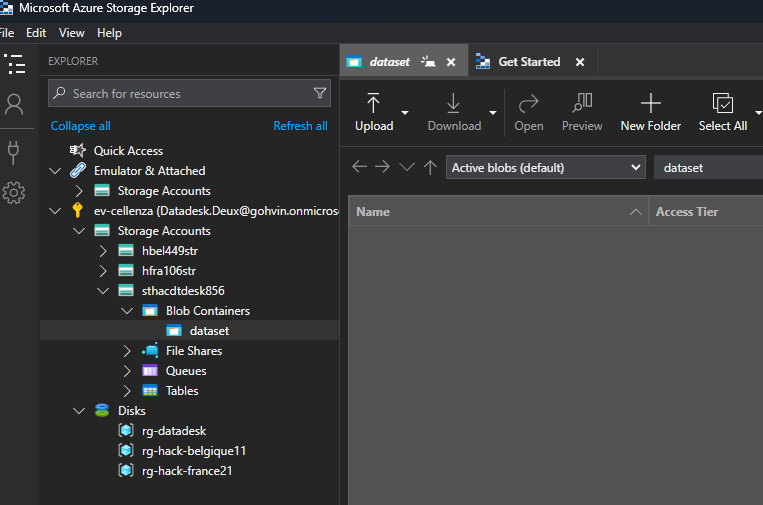 Microsoft Azure Storage Explorer
File Edit View Help
EXPLORER
Search for resources
Collapse all Refresh all
Quick Access
Emulator & Attached
Storage Accounts
ev-cellenza (Datadesk.Deux@gohvin.onmicros
Storage Accounts
hbel449str
hfra106str
sthacdtdesk856
Blob Containers
dataset
File Shares
Queues
Tables
Disks
rg-datadesk
rg-hack-belgique11
rg-hack-france21
dataset Get Started
Upload Download Open Preview New Folder Select All
Active blobs (default) dataset
Name Access Tier